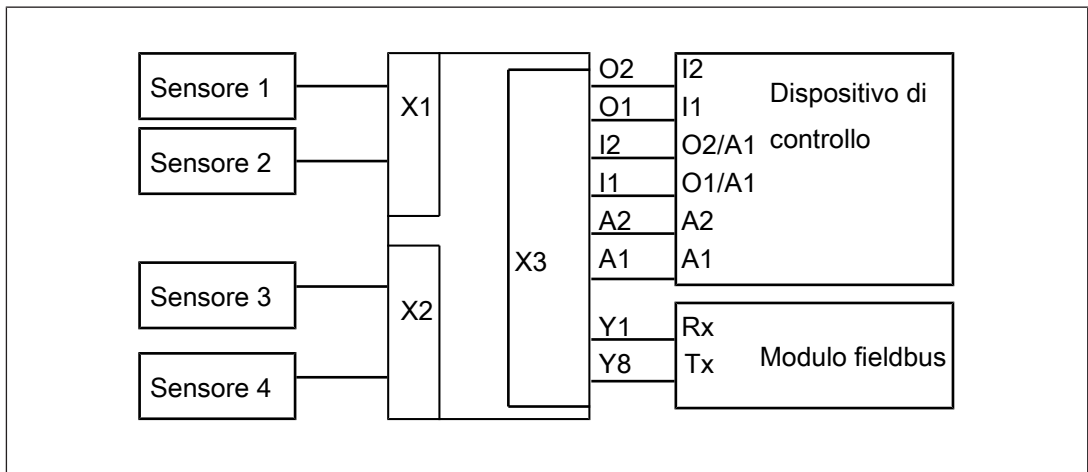 Sensore 1
Sensore 2
Sensore 3
Sensore 4
X1
X2
X3
O2
O1
I2
I1
A2
A1
Y1
Y8
I2
I1
O2/A1
O1/A1
A2
A1
Dispositivo di
controllo
Rx
Tx
Modulo fieldbus